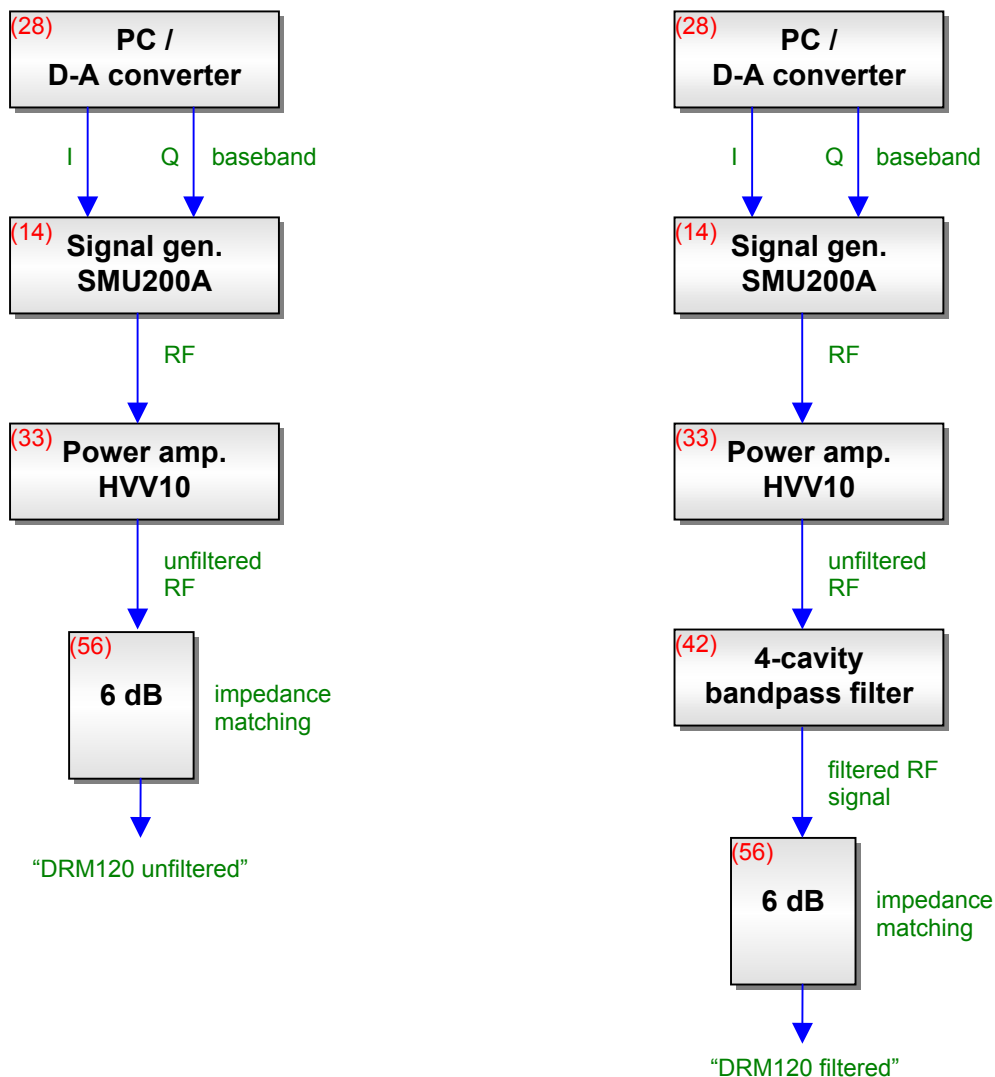 (28)
PC /
D-A converter
I
Q
baseband
(14)
Signal gen.
SMU200A
RF
(33)
Power amp.
HVV10
unfiltered
RF
(56)
6 dB
impedance
matching
“DRM120 unfiltered”
(28)
PC /
D-A converter
I
Q
baseband
(14)
Signal gen.
SMU200A
RF
(33)
Power amp.
HVV10
unfiltered
RF
(42)
4-cavity
bandpass filter
filtered RF
signal
(56)
6 dB
impedance
matching
“DRM120 filtered”